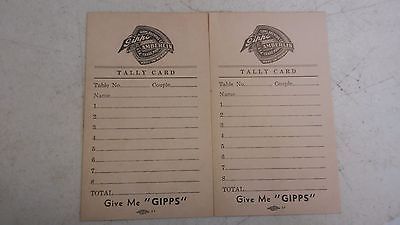 Gipps
AMBERLIN
TALLY CARD
Table No. Couple
Name
1
2
3
4
5
6
7
8
TOTAL
Give Me "GIPPS"
Gipps
AMBERLIN
TALLY CARD
Table No. Couple
Name
1
2
3
4
5
6
7
8
TOTAL
Give Me "GIPPS"